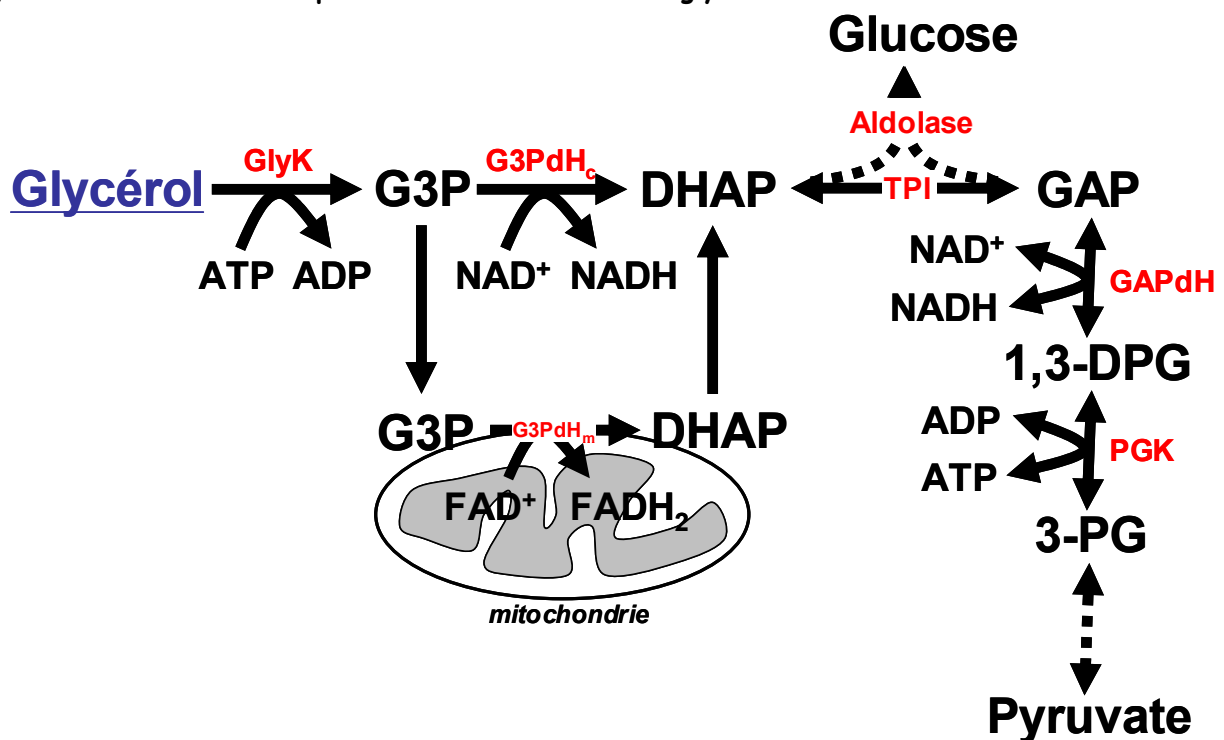 Glucose
Aldolase
GlyK
G3PdHc
Glycérol
G3P
DHAP
TPI
GAP
ATP ADP
NAD+ NADH
NAD+
NADH
GAPdH
1,3-DPG
G3P
G3PdHm
DHAP
ADP
ATP
PGK
FAD+ FADH2
3-PG
mitochondrie
Pyruvate